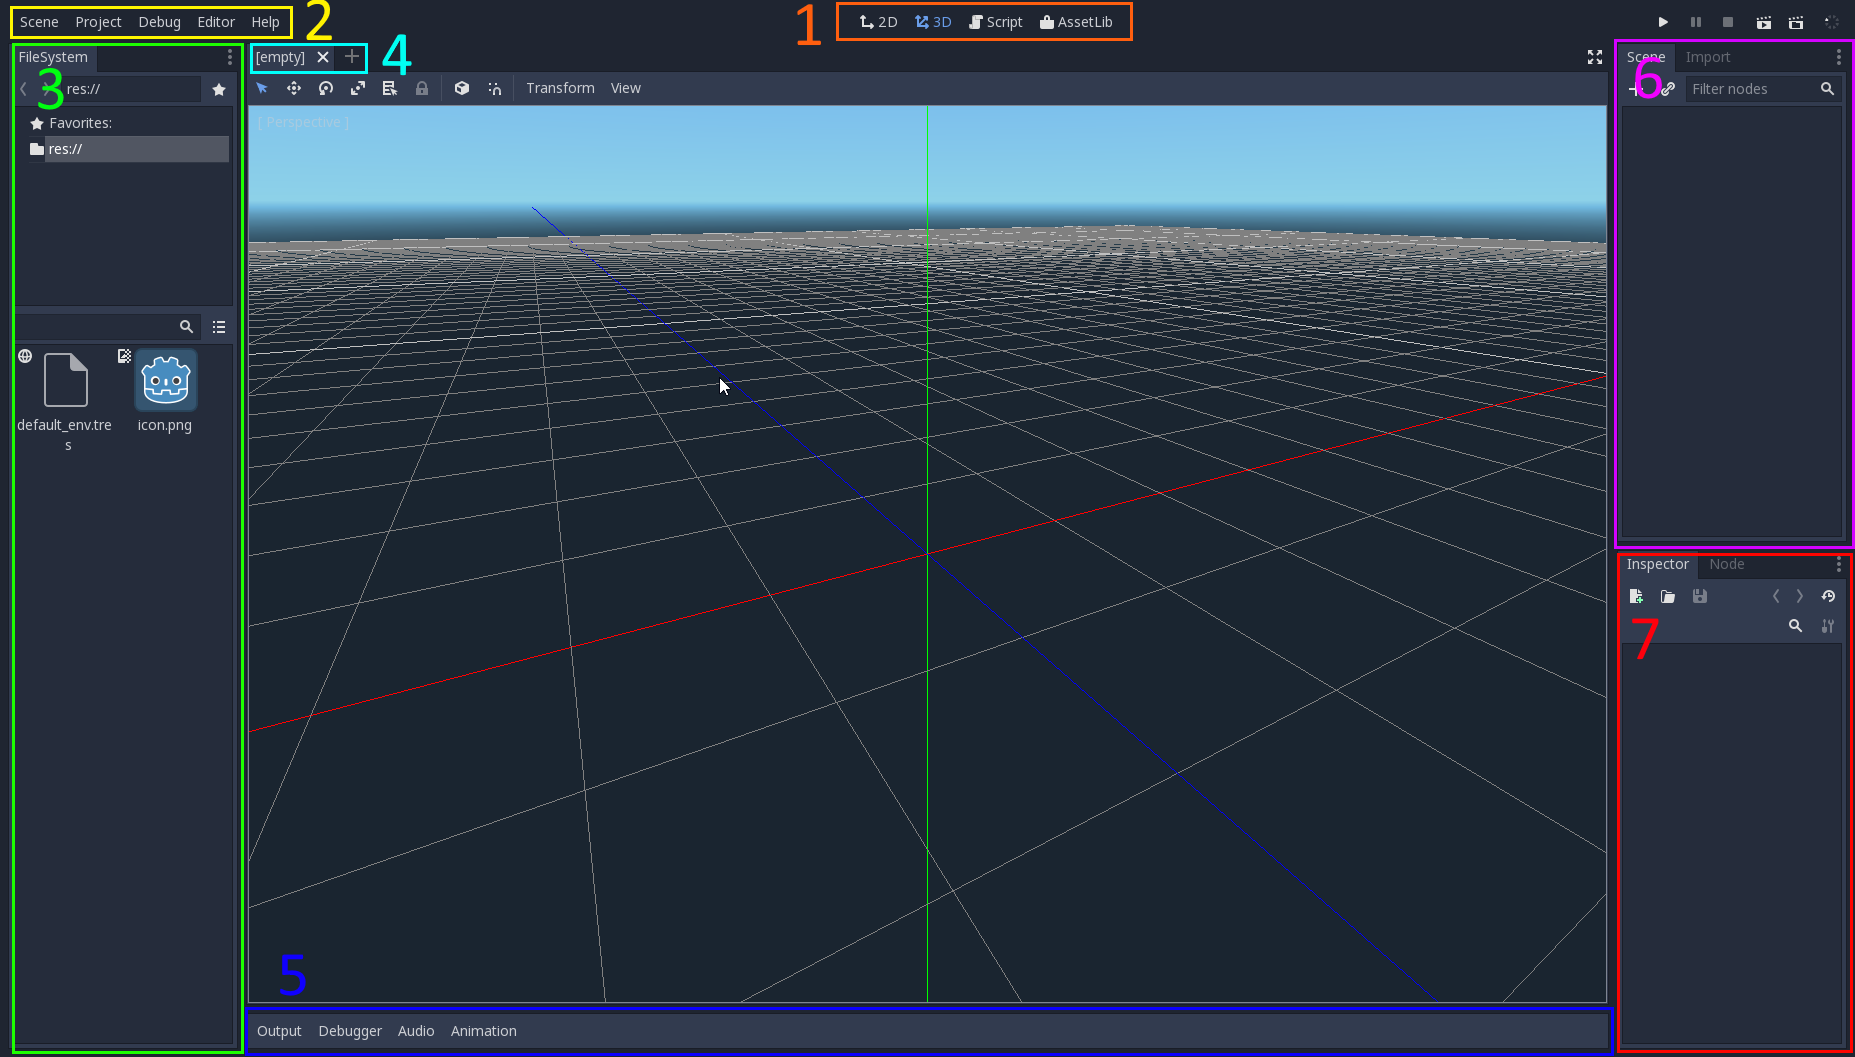 Scene Project Debug Editor Help 2
1 2D 3D Script AssetLib
FileSystem
3 res://
Favorites:
res://
default_env.tre
s
icon.png
[empty] 4
Transform View
[ Perspective ]
5
Output Debugger Audio Animation
Scene Import
6 Filter nodes
Inspector Node
7